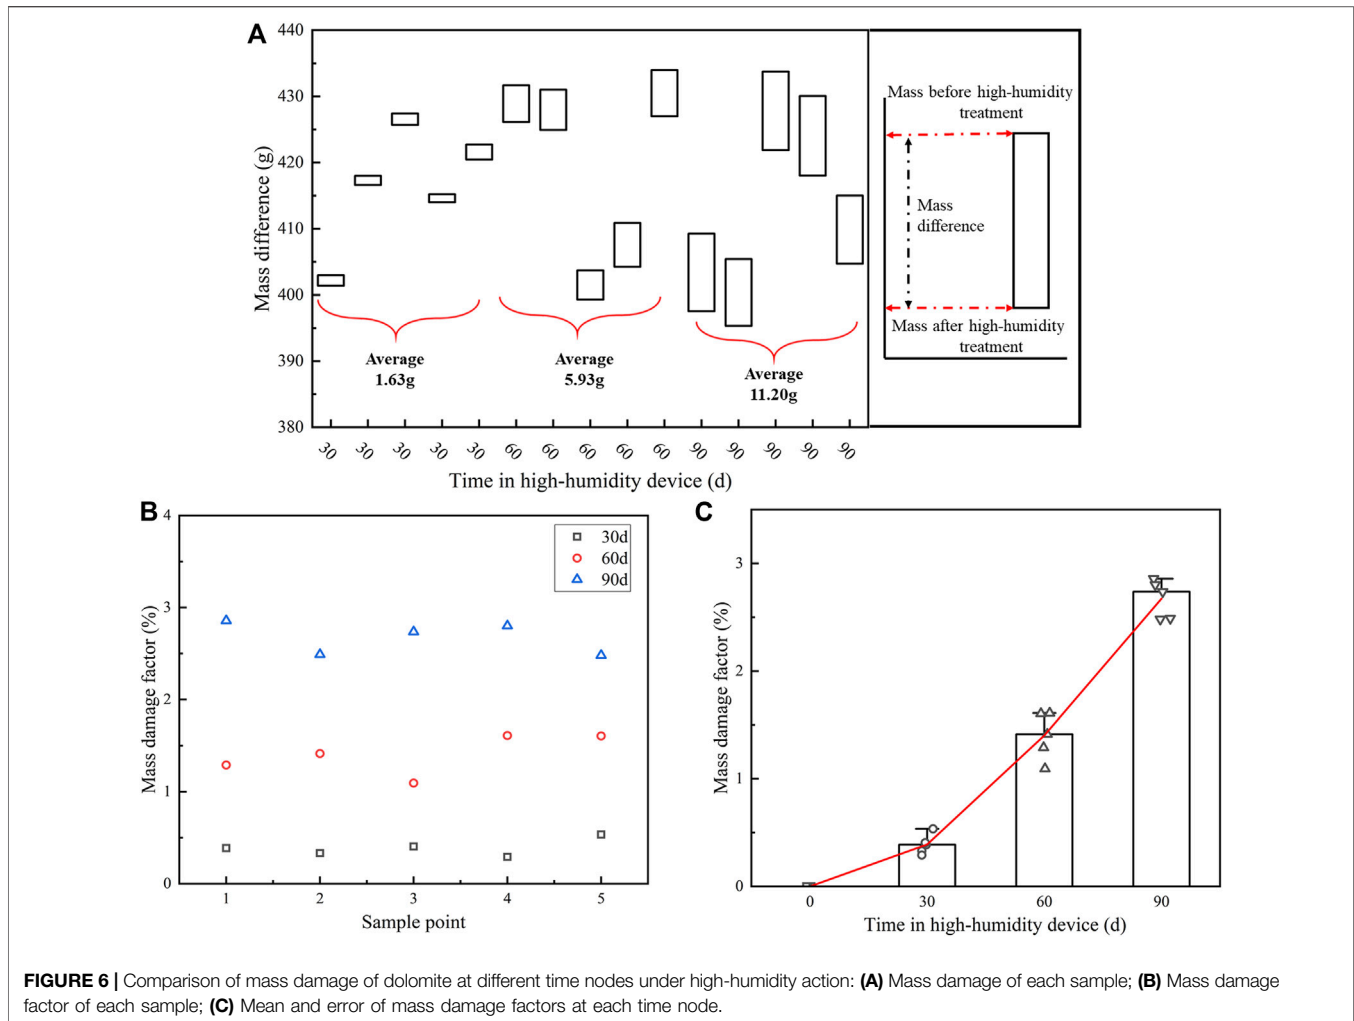 A
440
430
420
410
400
390
380
Mass difference (g)
Average
1.63g
Average
5.93g
Average
11.20g
30 30 30 30 30 60 60 60 60 60 90 90 90 90 90
Time in high-humidity device (d)
Mass before high-humidity
treatment
Mass
difference
Mass after high-humidity
treatment
B
4
3
2
1
0
Mass damage factor (%)
30d
60d
90d
1 2 3 4 5
Sample point
C
3
2
1
0
Mass damage factor (%)
0 30 60 90
Time in high-humidity device (d)
FIGURE 6 | Comparison of mass damage of dolomite at different time nodes under high-humidity action: (A) Mass damage of each sample; (B) Mass damage
factor of each sample; (C) Mean and error of mass damage factors at each time node.